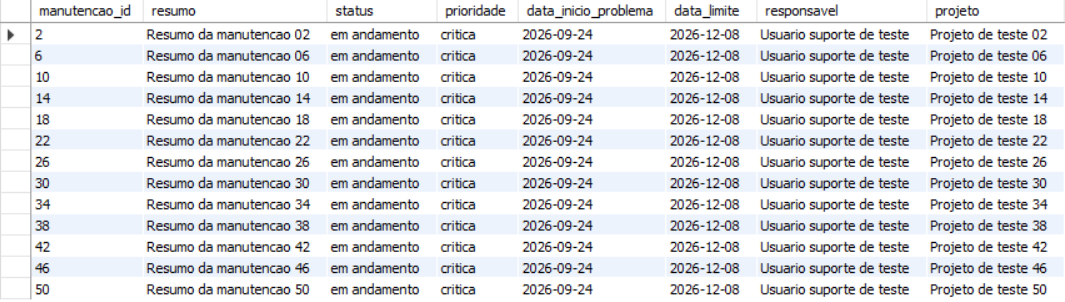 manutencao_id resumo status prioridade data_inicio_problema data_limite responsavel projeto
2 Resumo da manutencao 02 em andamento critica 2026-09-24 2026-12-08 Usuario suporte de teste Projeto de teste 02
6 Resumo da manutencao 06 em andamento critica 2026-09-24 2026-12-08 Usuario suporte de teste Projeto de teste 06
10 Resumo da manutencao 10 em andamento critica 2026-09-24 2026-12-08 Usuario suporte de teste Projeto de teste 10
14 Resumo da manutencao 14 em andamento critica 2026-09-24 2026-12-08 Usuario suporte de teste Projeto de teste 14
18 Resumo da manutencao 18 em andamento critica 2026-09-24 2026-12-08 Usuario suporte de teste Projeto de teste 18
22 Resumo da manutencao 22 em andamento critica 2026-09-24 2026-12-08 Usuario suporte de teste Projeto de teste 22
26 Resumo da manutencao 26 em andamento critica 2026-09-24 2026-12-08 Usuario suporte de teste Projeto de teste 26
30 Resumo da manutencao 30 em andamento critica 2026-09-24 2026-12-08 Usuario suporte de teste Projeto de teste 30
34 Resumo da manutencao 34 em andamento critica 2026-09-24 2026-12-08 Usuario suporte de teste Projeto de teste 34
38 Resumo da manutencao 38 em andamento critica 2026-09-24 2026-12-08 Usuario suporte de teste Projeto de teste 38
42 Resumo da manutencao 42 em andamento critica 2026-09-24 2026-12-08 Usuario suporte de teste Projeto de teste 42
46 Resumo da manutencao 46 em andamento critica 2026-09-24 2026-12-08 Usuario suporte de teste Projeto de teste 46
50 Resumo da manutencao 50 em andamento critica 2026-09-24 2026-12-08 Usuario suporte de teste Projeto de teste 50